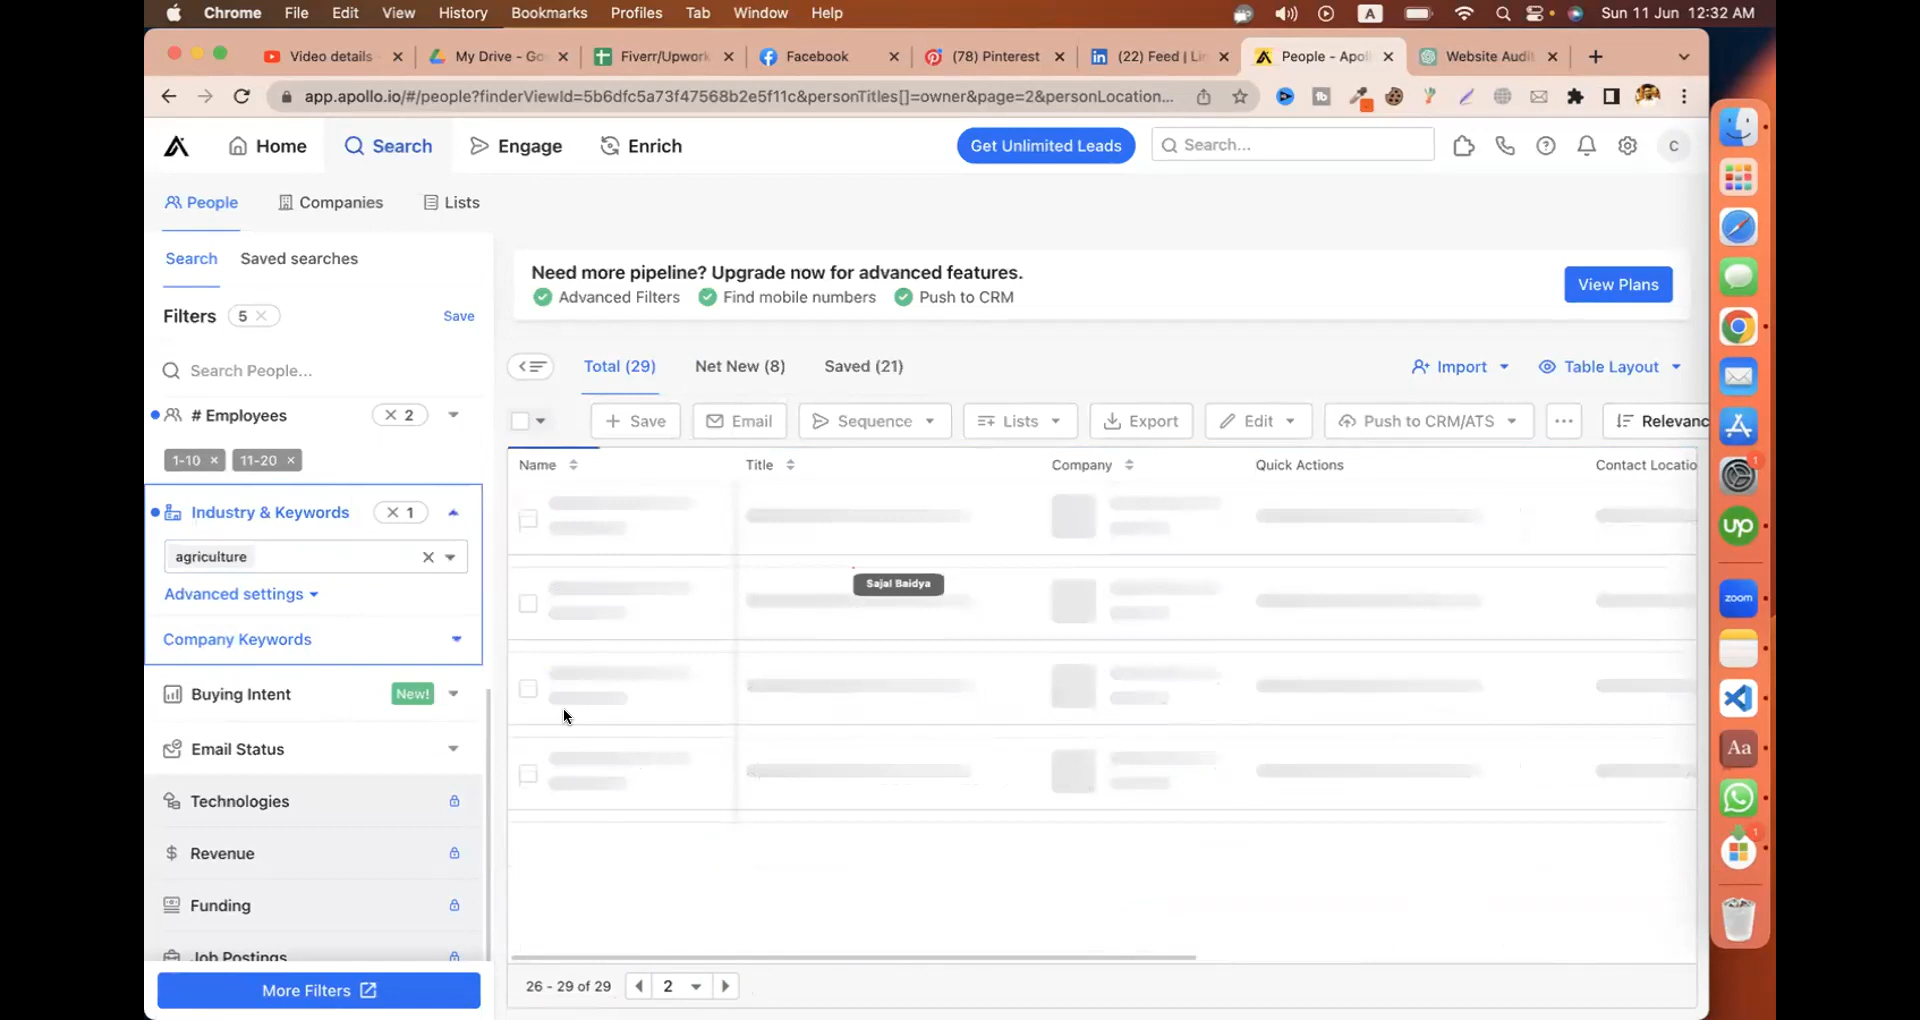 Chrome File Edit View History Bookmarks Profiles Tab Window Help A Sun 11 Jun 12:32 AM
Video details My Drive - Go Fiverr/Upwork Facebook (78) Pinterest (22) Feed | Lin People - Apol Website Audi
app.apollo.io/#/people?finderViewId=5b6dfc5a73f47568b2e5f11c&personTitles[]=owner&page=2&personLocation...
Home Search Engage Enrich Get Unlimited Leads Search... C
People Companies Lists
Search Saved searches
Need more pipeline? Upgrade now for advanced features.
Advanced Filters Find mobile numbers Push to CRM
View Plans
Filters 5 Save
Search People...
Total (29) Net New (8) Saved (21) Import Table Layout
# Employees 2
1-10 11-20
Save Email Sequence Lists Export Edit Push to CRM/ATS ... Relevanc
Name Title Company Quick Actions Contact Locatio
Industry & Keywords 1
agriculture
Advanced settings
Company Keywords
Sajal Baidya
Buying Intent New!
Email Status
Technologies
Revenue
Funding
Job Postings
More Filters
26 - 29 of 29 2
1
up
zoom
Aa
1